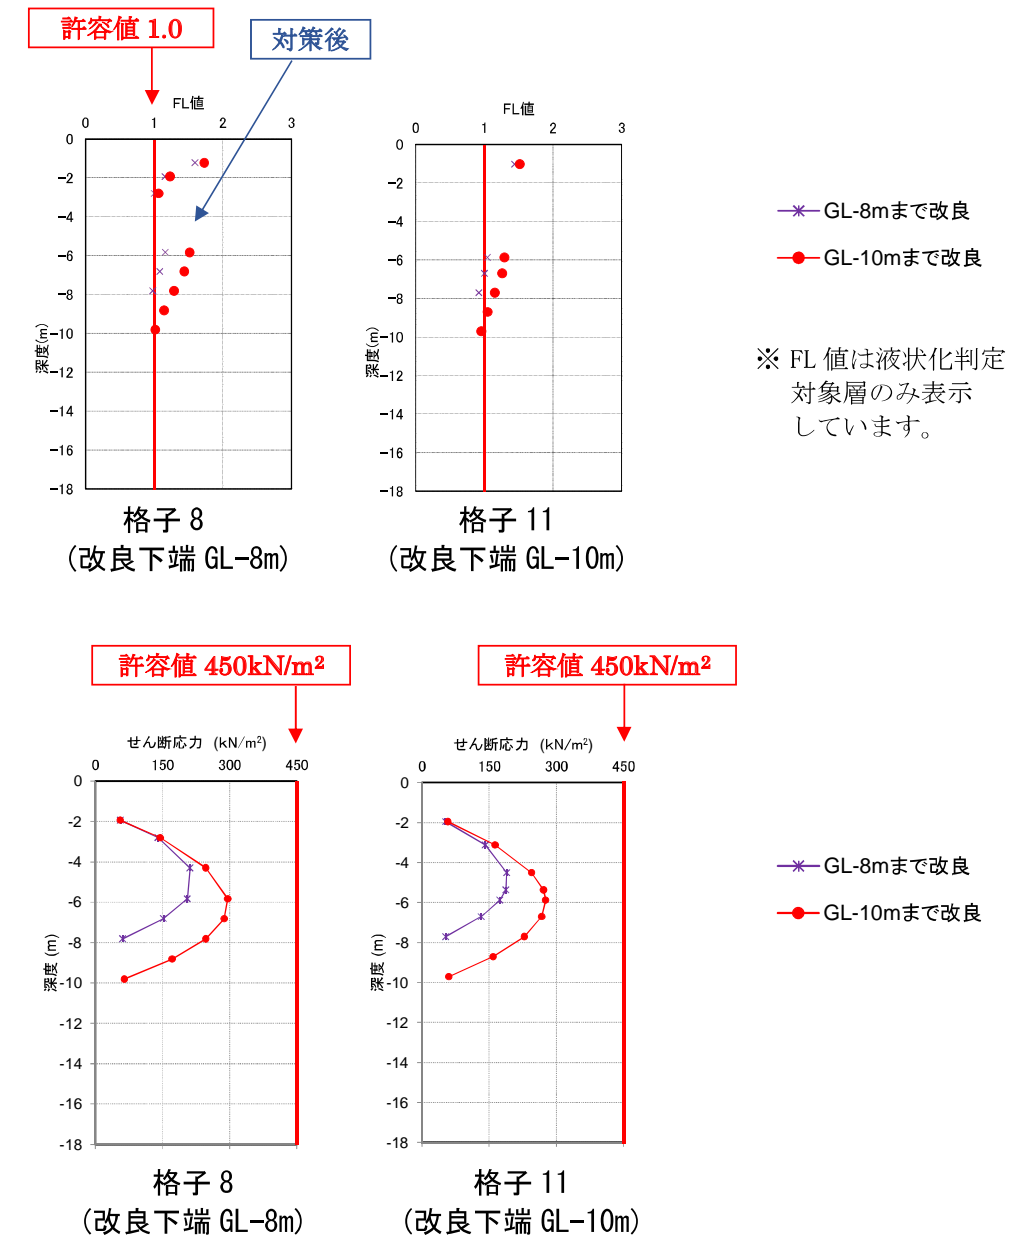 許容値 1.0
対策後
FL値
0 1 2 3
0
-2
-4
-6
-8
-10
-12
-14
-16
-18
深度(m)
格子 8
(改良下端 GL-8m)
FL値
0 1 2 3
0
-2
-4
-6
-8
-10
-12
-14
-16
-18
深度(m)
格子 11
(改良下端 GL-10m)
GL-8mまで改良
GL-10mまで改良
※ FL 値は液状化判定
対象層のみ表示
しています。
許容値 450kN/m²
せん断応力 (kN/m²)
0 150 300 450
0
-2
-4
-6
-8
-10
-12
-14
-16
-18
深度 (m)
格子 8
(改良下端 GL-8m)
許容値 450kN/m²
せん断応力 (kN/m²)
0 150 300 450
0
-2
-4
-6
-8
-10
-12
-14
-16
-18
深度 (m)
格子 11
(改良下端 GL-10m)
GL-8mまで改良
GL-10mまで改良